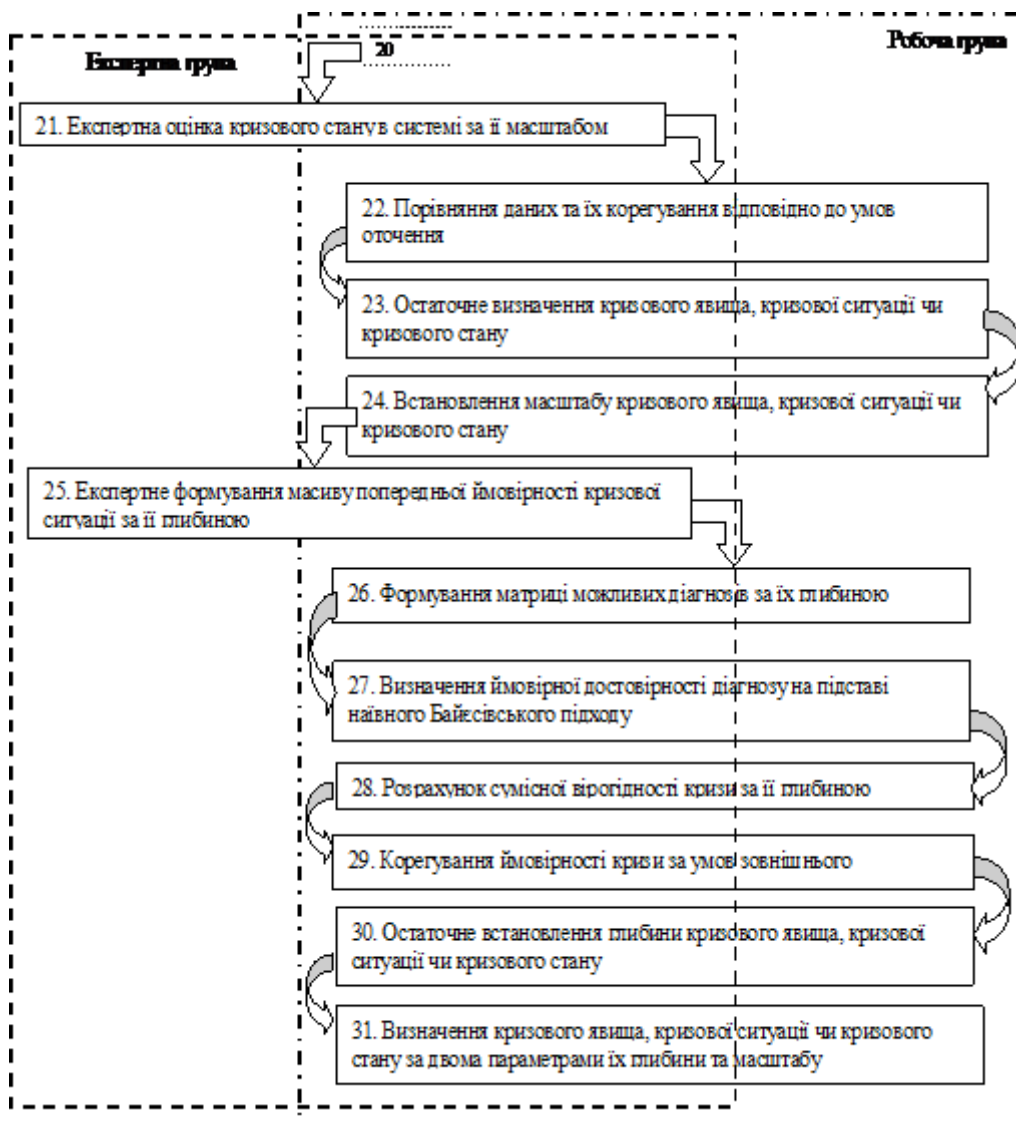 Робоча група
20
Експертна група
21. Експертна оцінка кризового стану в системі за її масштабом
22. Порівняння даних та їх корегування відповідно до умов
оточення
23. Остаточне визначення кризового явища, кризової ситуації чи
кризового стану
24. Встановлення масштабу кризового явища, кризової ситуації чи
кризового стану
25. Експертне формування масиву попередньої ймовірності кризової
ситуації за її глибиною
26. Формування матриці можливих діагнозів за їх глибиною
27. Визначення ймовірної достовірності діагнозу на підставі
наївного Байєсівського підходу
28. Розрахунок сумісної вірогідності кризи за її глибиною
29. Корегування ймовірності кризи за умов зовнішнього
30. Остаточне встановлення глибини кризового явища, кризової
ситуації чи кризового стану
31. Визначення кризового явища, кризової ситуації чи кризового
стану за двома параметрами їх глибини та масштабу